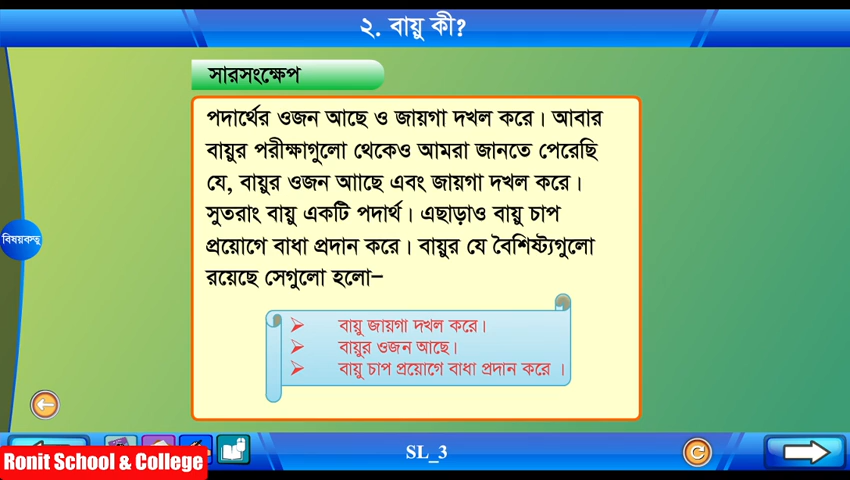 ২. বায়ু কী?
সারসংক্ষেপ
পদার্থের ওজন আছে ও জায়গা দখল করে। আবার
বায়ুর পরীক্ষাগুলো থেকেও আমরা জানতে পেরেছি
যে, বায়ুর ওজন আাছে এবং জায়গা দখল করে।
সুতরাং বায়ু একটি পদার্থ। এছাড়াও বায়ু চাপ
প্রয়োগে বাধা প্রদান করে। বায়ুর যে বৈশিষ্ট্যগুলো
রয়েছে সেগুলো হলো–
➢ বায়ু জায়গা দখল করে।
➢ বায়ুর ওজন আছে।
➢ বায়ু চাপ প্রয়োগে বাধা প্রদান করে ।
বিষয়বস্তু
SL_3
Ronit School & College